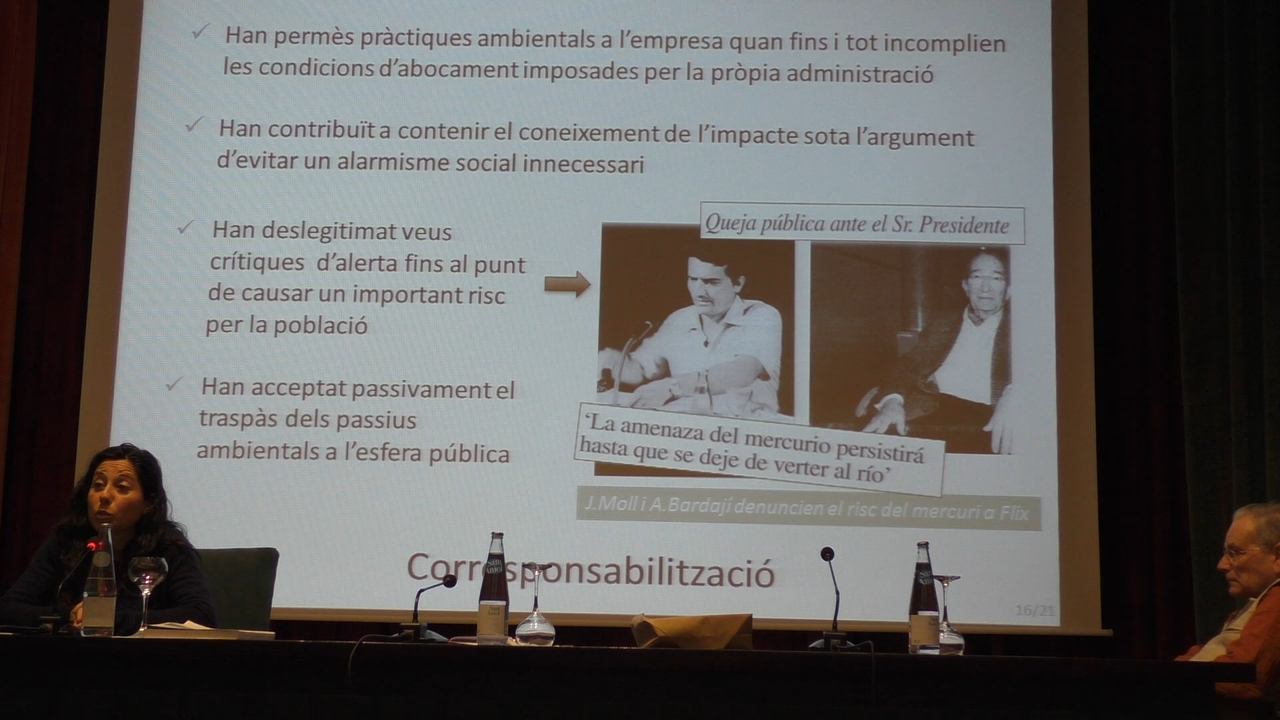 Han permès pràctiques ambientals a l'empresa quan fins i tot incomplien
les condicions d'abocament imposades per la pròpia administració
Han contribuït a contenir el coneixement de l'impacte sota l'argument
d'evitar un alarmisme social innecessari
Han deslegitimat veus
crítiques d'alerta fins al punt
de causar un important risc
per la població
Han acceptat passivament el
traspàs dels passius
ambientals a l'esfera pública
Queja pública ante el Sr. Presidente
'La amenaza del mercurio persistirá
hasta que se deje de verter al río'
J.Moll i A.Bardají denuncien el risc del mercuri a Flix
Corresponsabilització
16/21